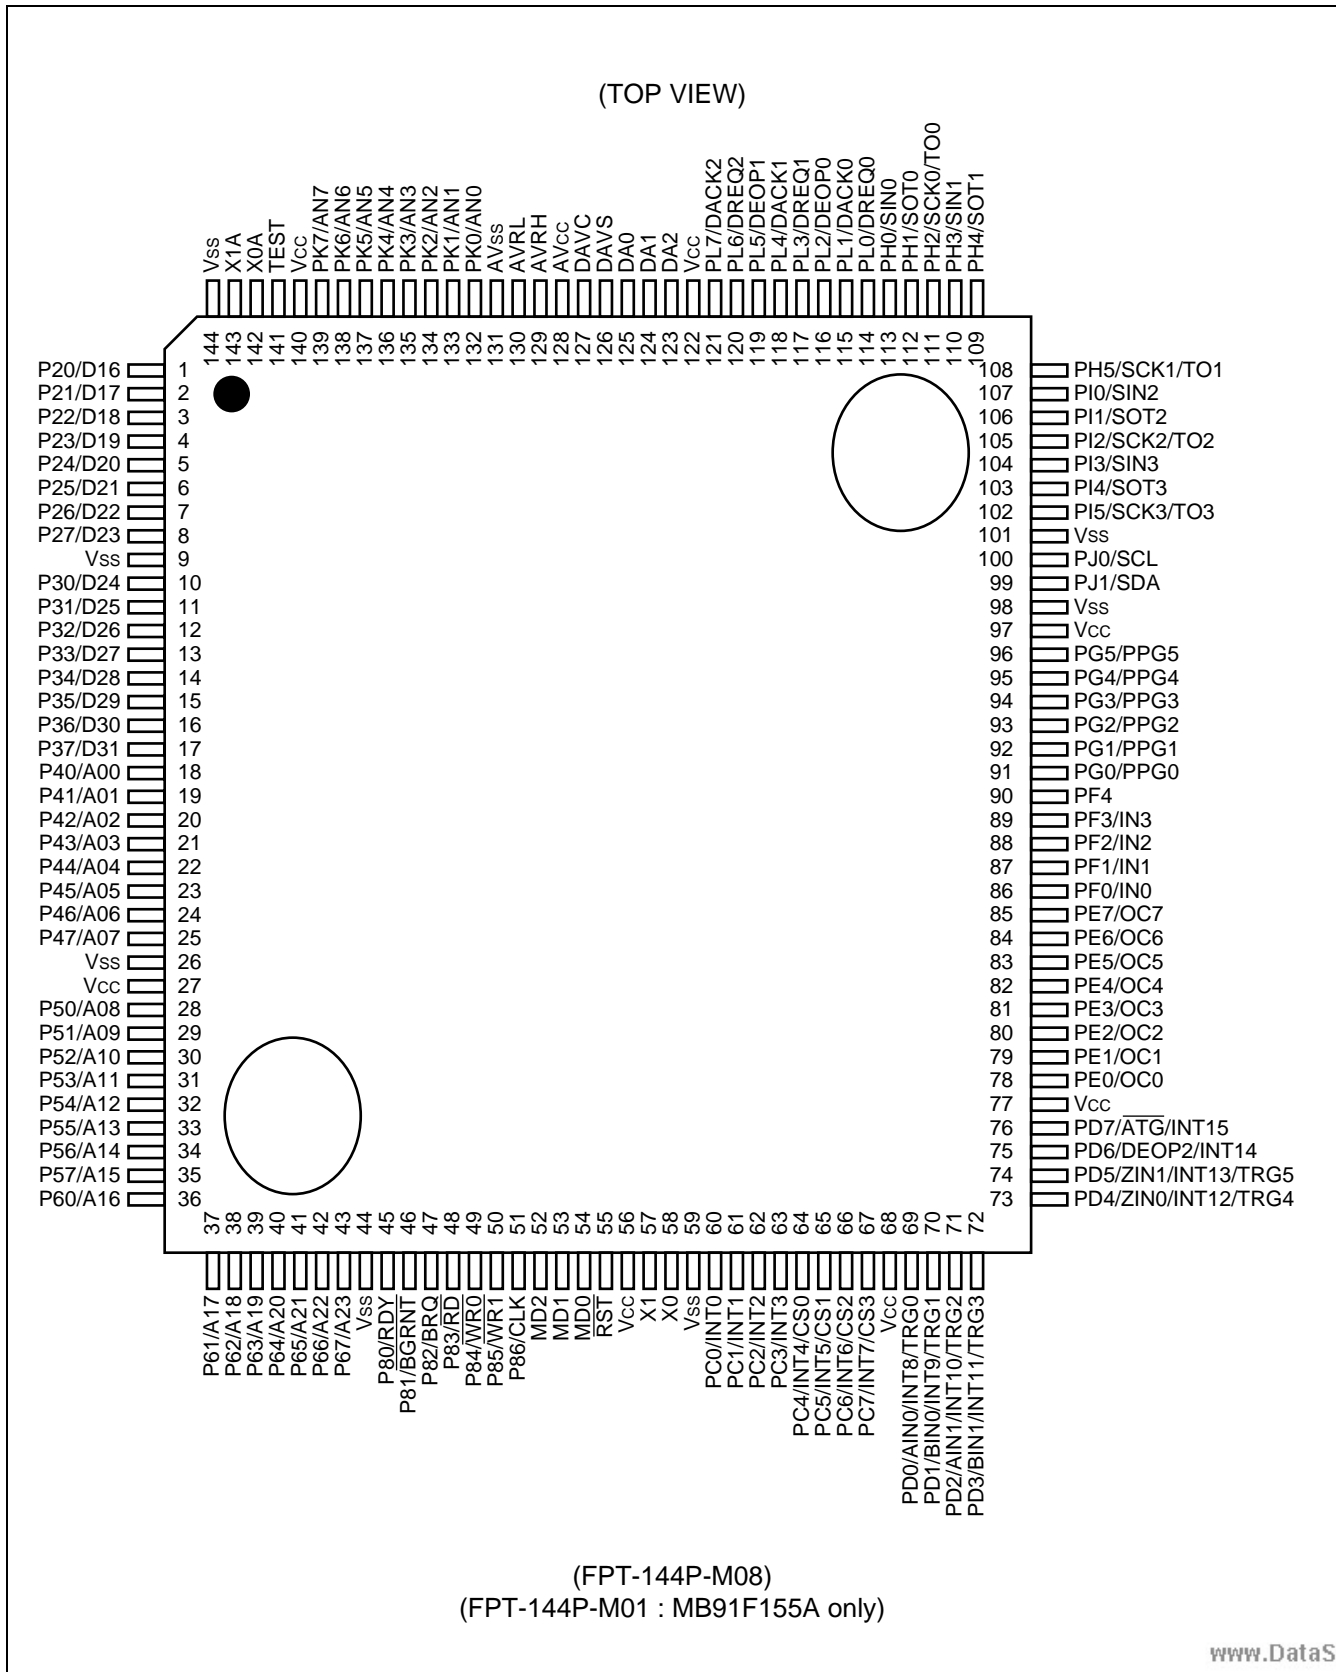 (TOP VIEW)
VSS
X1A
X0A
TEST
VCC
PK7/AN7
PK6/AN6
PK5/AN5
PK4/AN4
PK3/AN3
PK2/AN2
PK1/AN1
PK0/AN0
AVSS
AVRL
AVRH
AVCC
DAVC
DAVS
DA0
DA1
DA2
VCC
PL7/DACK2
PL6/DREQ2
PL5/DEOP1
PL4/DACK1
PL3/DREQ1
PL2/DEOP0
PL1/DACK0
PL0/DREQ0
PH0/SIN0
PH1/SOT0
PH2/SCK0/TO0
PH3/SIN1
PH4/SOT1
144 143 142 141 140 139 138 137 136 135 134 133 132 131 130 129 128 127 126 125 124 123 122 121 120 119 118 117 116 115 114 113 112 111 110 109
P20/D16 1
P21/D17 2
P22/D18 3
P23/D19 4
P24/D20 5
P25/D21 6
P26/D22 7
P27/D23 8
VSS 9
P30/D24 10
P31/D25 11
P32/D26 12
P33/D27 13
P34/D28 14
P35/D29 15
P36/D30 16
P37/D31 17
P40/A00 18
P41/A01 19
P42/A02 20
P43/A03 21
P44/A04 22
P45/A05 23
P46/A06 24
P47/A07 25
VSS 26
VCC 27
P50/A08 28
P51/A09 29
P52/A10 30
P53/A11 31
P54/A12 32
P55/A13 33
P56/A14 34
P57/A15 35
P60/A16 36
108 PH5/SCK1/TO1
107 PI0/SIN2
106 PI1/SOT2
105 PI2/SCK2/TO2
104 PI3/SIN3
103 PI4/SOT3
102 PI5/SCK3/TO3
101 VSS
100 PJ0/SCL
99 PJ1/SDA
98 VSS
97 VCC
96 PG5/PPG5
95 PG4/PPG4
94 PG3/PPG3
93 PG2/PPG2
92 PG1/PPG1
91 PG0/PPG0
90 PF4
89 PF3/IN3
88 PF2/IN2
87 PF1/IN1
86 PF0/IN0
85 PE7/OC7
84 PE6/OC6
83 PE5/OC5
82 PE4/OC4
81 PE3/OC3
80 PE2/OC2
79 PE1/OC1
78 PE0/OC0
77 VCC
76 PD7/ATG/INT15
75 PD6/DEOP2/INT14
74 PD5/ZIN1/INT13/TRG5
73 PD4/ZIN0/INT12/TRG4
37 38 39 40 41 42 43 44 45 46 47 48 49 50 51 52 53 54 55 56 57 58 59 60 61 62 63 64 65 66 67 68 69 70 71 72
P61/A17
P62/A18
P63/A19
P64/A20
P65/A21
P66/A22
P67/A23
VSS
P80/RDY
P81/BGRNT
P82/BRQ
P83/RD
P84/WR0
P85/WR1
P86/CLK
MD2
MD1
MD0
RST
VCC
X1
X0
VSS
PC0/INT0
PC1/INT1
PC2/INT2
PC3/INT3
PC4/INT4/CS0
PC5/INT5/CS1
PC6/INT6/CS2
PC7/INT7/CS3
VCC
PD0/AIN0/INT8/TRG0
PD1/BIN0/INT9/TRG1
PD2/AIN1/INT10/TRG2
PD3/BIN1/INT11/TRG3
(FPT-144P-M08)
(FPT-144P-M01 : MB91F155A only)
www.DataS